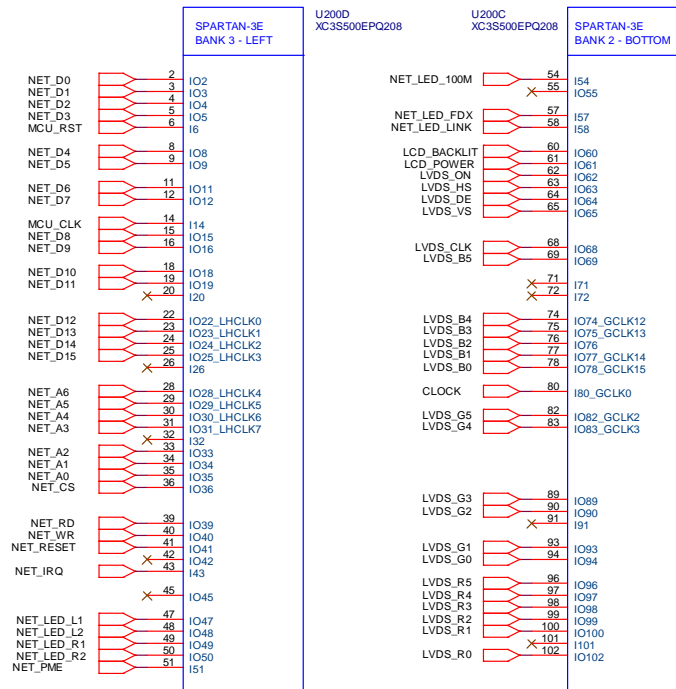 U200D
XC3S500EPQ208
SPARTAN-3E
BANK 3 - LEFT
NET_D0 2 IO2
NET_D1 3 IO3
NET_D2 4 IO4
NET_D3 5 IO5
MCU_RST 6 I6
NET_D4 8 IO8
NET_D5 9 IO9
NET_D6 11 IO11
NET_D7 12 IO12
MCU_CLK 14 I14
NET_D8 15 IO15
NET_D9 16 IO16
NET_D10 18 IO18
NET_D11 19 IO19
20 I20
NET_D12 22 IO22_LHCLK0
NET_D13 23 IO23_LHCLK1
NET_D14 24 IO24_LHCLK2
NET_D15 25 IO25_LHCLK3
26 I26
NET_A6 28 IO28_LHCLK4
NET_A5 29 IO29_LHCLK5
NET_A4 30 IO30_LHCLK6
NET_A3 31 IO31_LHCLK7
32 I32
NET_A2 33 IO33
NET_A1 34 IO34
NET_A0 35 IO35
NET_CS 36 IO36
NET_RD 39 IO39
NET_WR 40 IO40
NET_RESET 41 IO41
42 IO42
NET_IRQ 43 I43
45 IO45
NET_LED_L1 47 IO47
NET_LED_L2 48 IO48
NET_LED_R1 49 IO49
NET_LED_R2 50 IO50
NET_PME 51 I51
U200C
XC3S500EPQ208
SPARTAN-3E
BANK 2 - BOTTOM
NET_LED_100M 54 I54
55 IO55
NET_LED_FDX 57 I57
NET_LED_LINK 58 I58
LCD_BACKLIT 60 IO60
LCD_POWER 61 IO61
LVDS_ON 62 IO62
LVDS_HS 63 IO63
LVDS_DE 64 IO64
LVDS_VS 65 IO65
LVDS_CLK 68 IO68
LVDS_B5 69 IO69
71 I71
72 I72
LVDS_B4 74 IO74_GCLK12
LVDS_B3 75 IO75_GCLK13
LVDS_B2 76 IO76
LVDS_B1 77 IO77_GCLK14
LVDS_B0 78 IO78_GCLK15
CLOCK 80 I80_GCLK0
LVDS_G5 82 IO82_GCLK2
LVDS_G4 83 IO83_GCLK3
LVDS_G3 89 IO89
LVDS_G2 90 IO90
91 I91
LVDS_G1 93 IO93
LVDS_G0 94 IO94
LVDS_R5 96 IO96
LVDS_R4 97 IO97
LVDS_R3 98 IO98
LVDS_R2 99 IO99
LVDS_R1 100 IO100
101 I101
LVDS_R0 102 IO102